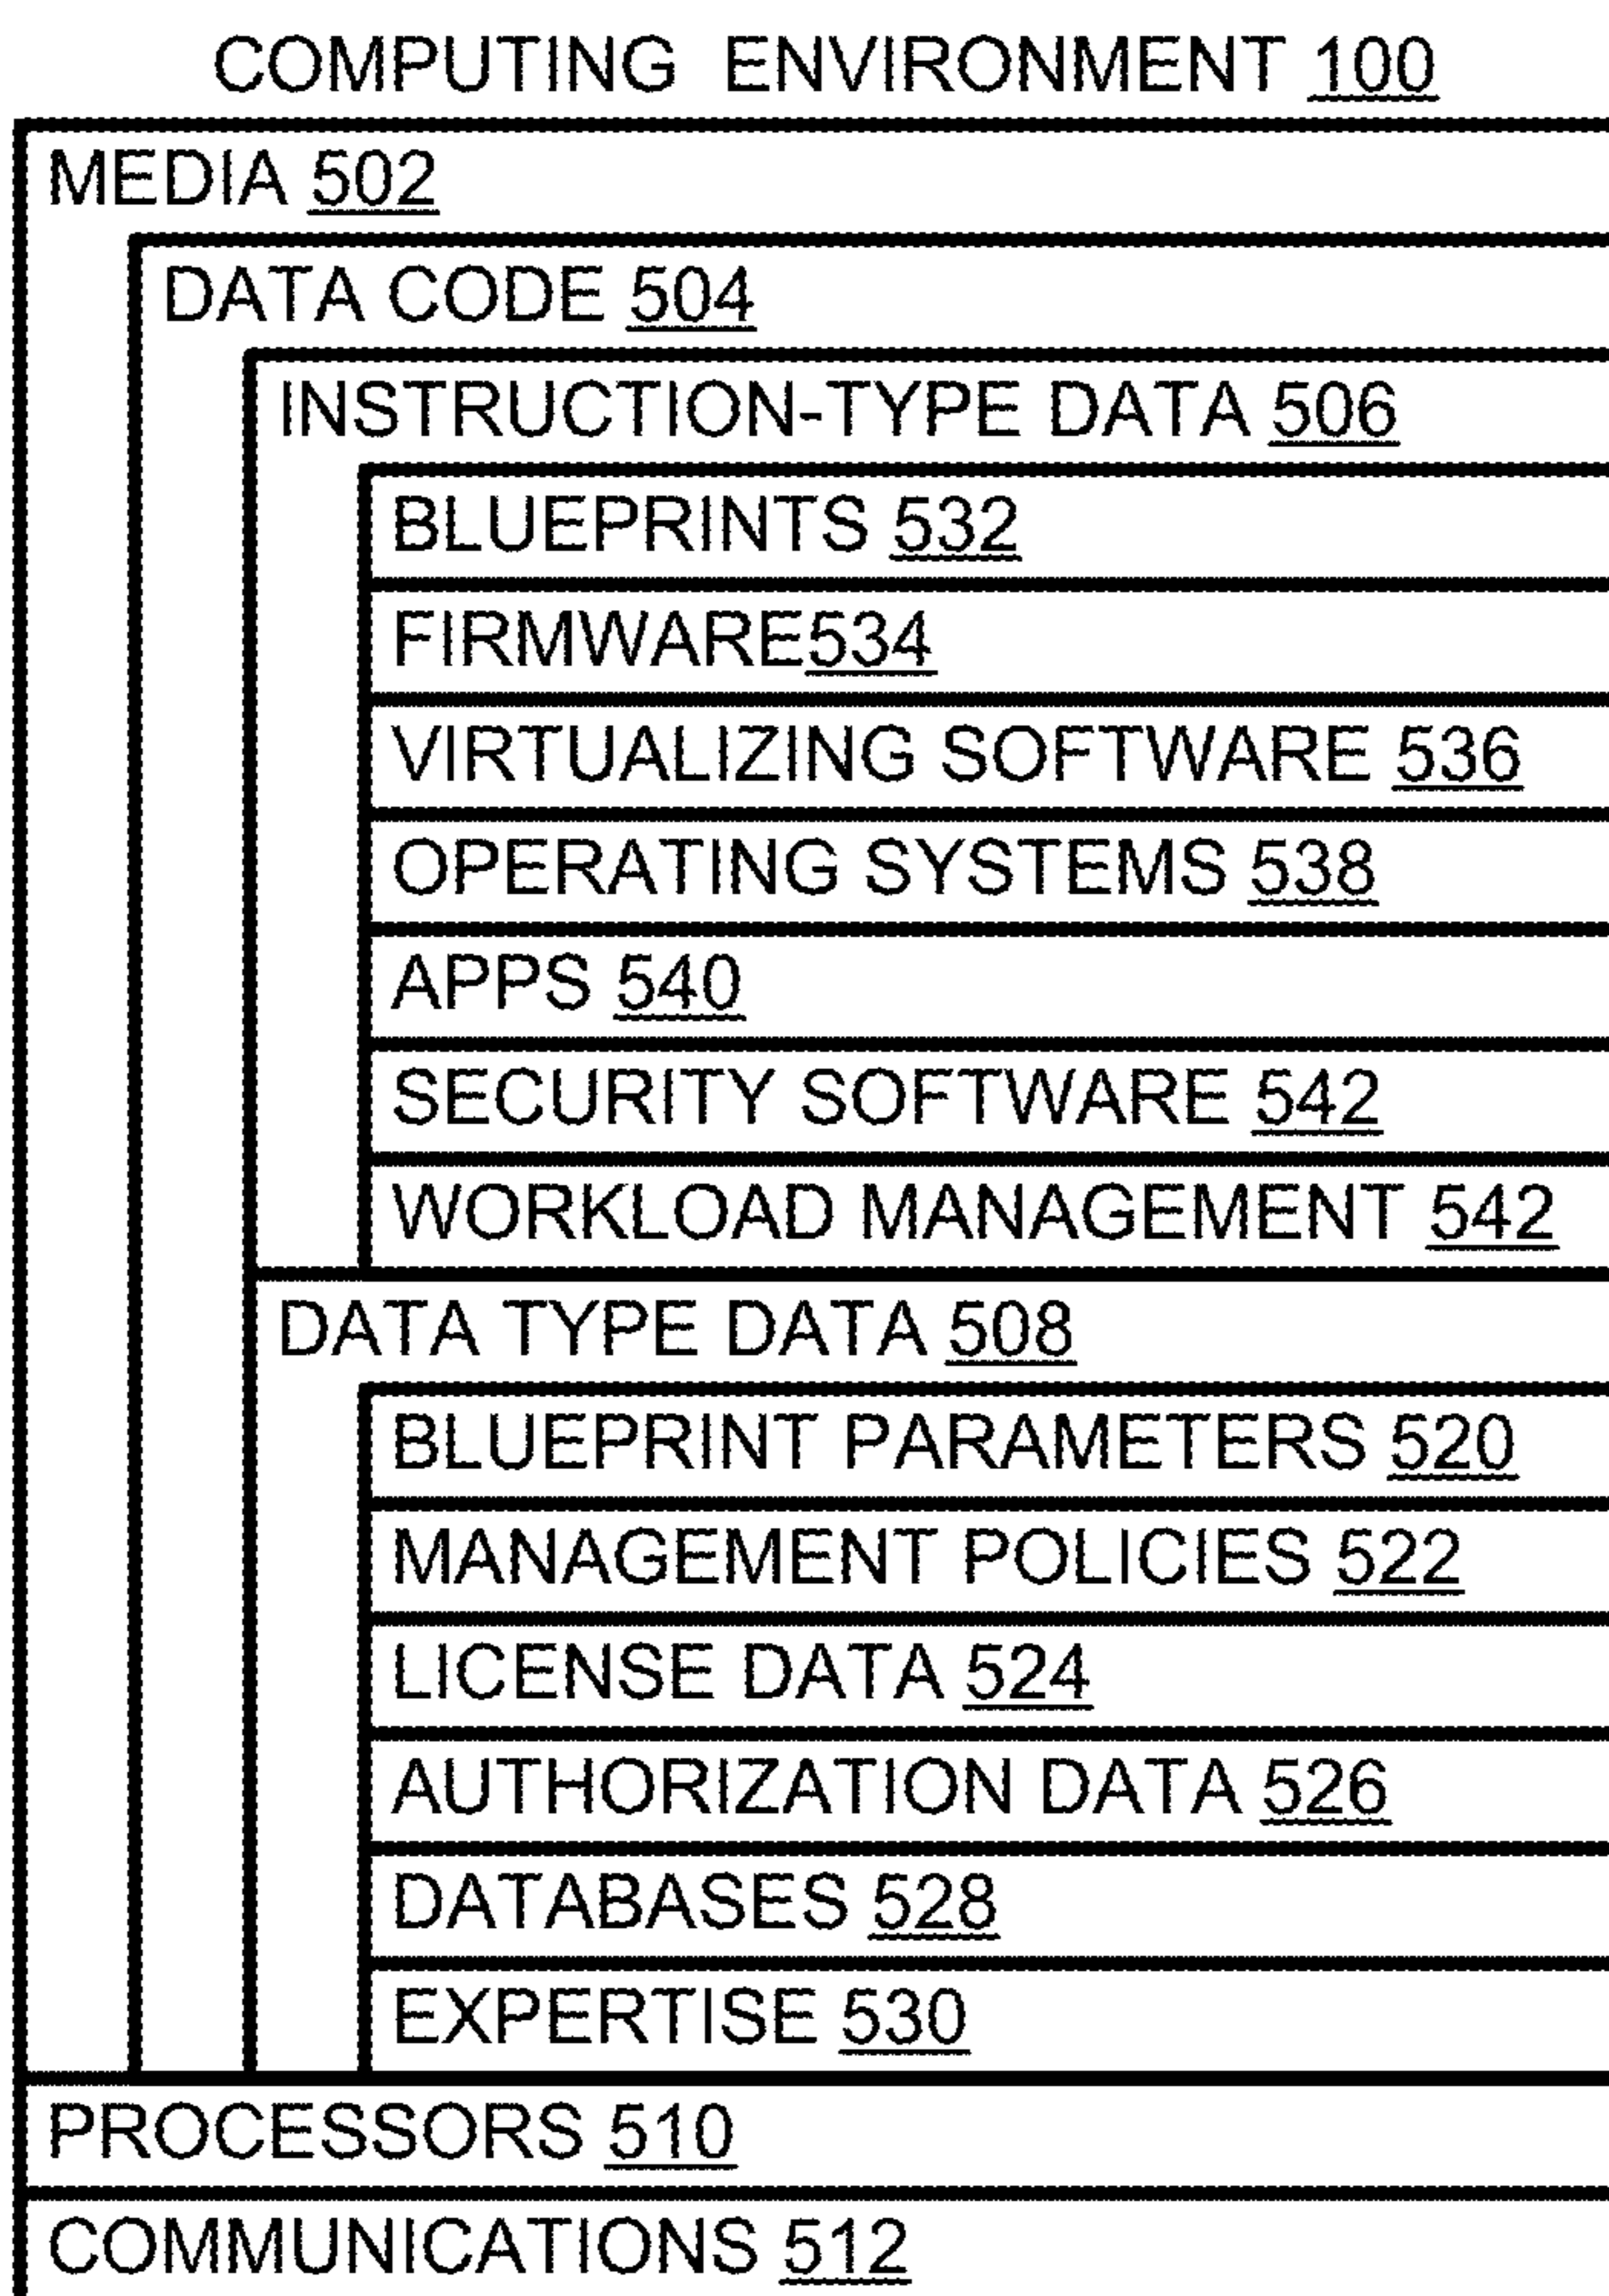 COMPUTING ENVIRONMENT 100
MEDIA 502
DATA CODE 504
INSTRUCTION-TYPE DATA 506
BLUEPRINTS 532
FIRMWARE534
VIRTUALIZING SOFTWARE 536
OPERATING SYSTEMS 538
APPS 540
SECURITY SOFTWARE 542
WORKLOAD MANAGEMENT 542
DATA TYPE DATA 508
BLUEPRINT PARAMETERS 520
MANAGEMENT POLICIES 522
LICENSE DATA 524
AUTHORIZATION DATA 526
DATABASES 528
EXPERTISE 530
PROCESSORS 510
COMMUNICATIONS 512